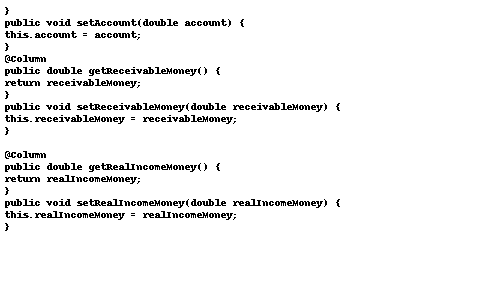 }
public void setAccount(double account) {
this.account = account;
}
@Column
public double getReceivableMoney() {
return receivableMoney;
}
public void setReceivableMoney(double receivableMoney) {
this.receivableMoney = receivableMoney;
}
@Column
public double getRealIncomeMoney() {
return realIncomeMoney;
}
public void setRealIncomeMoney(double realIncomeMoney) {
this.realIncomeMoney = realIncomeMoney;
}